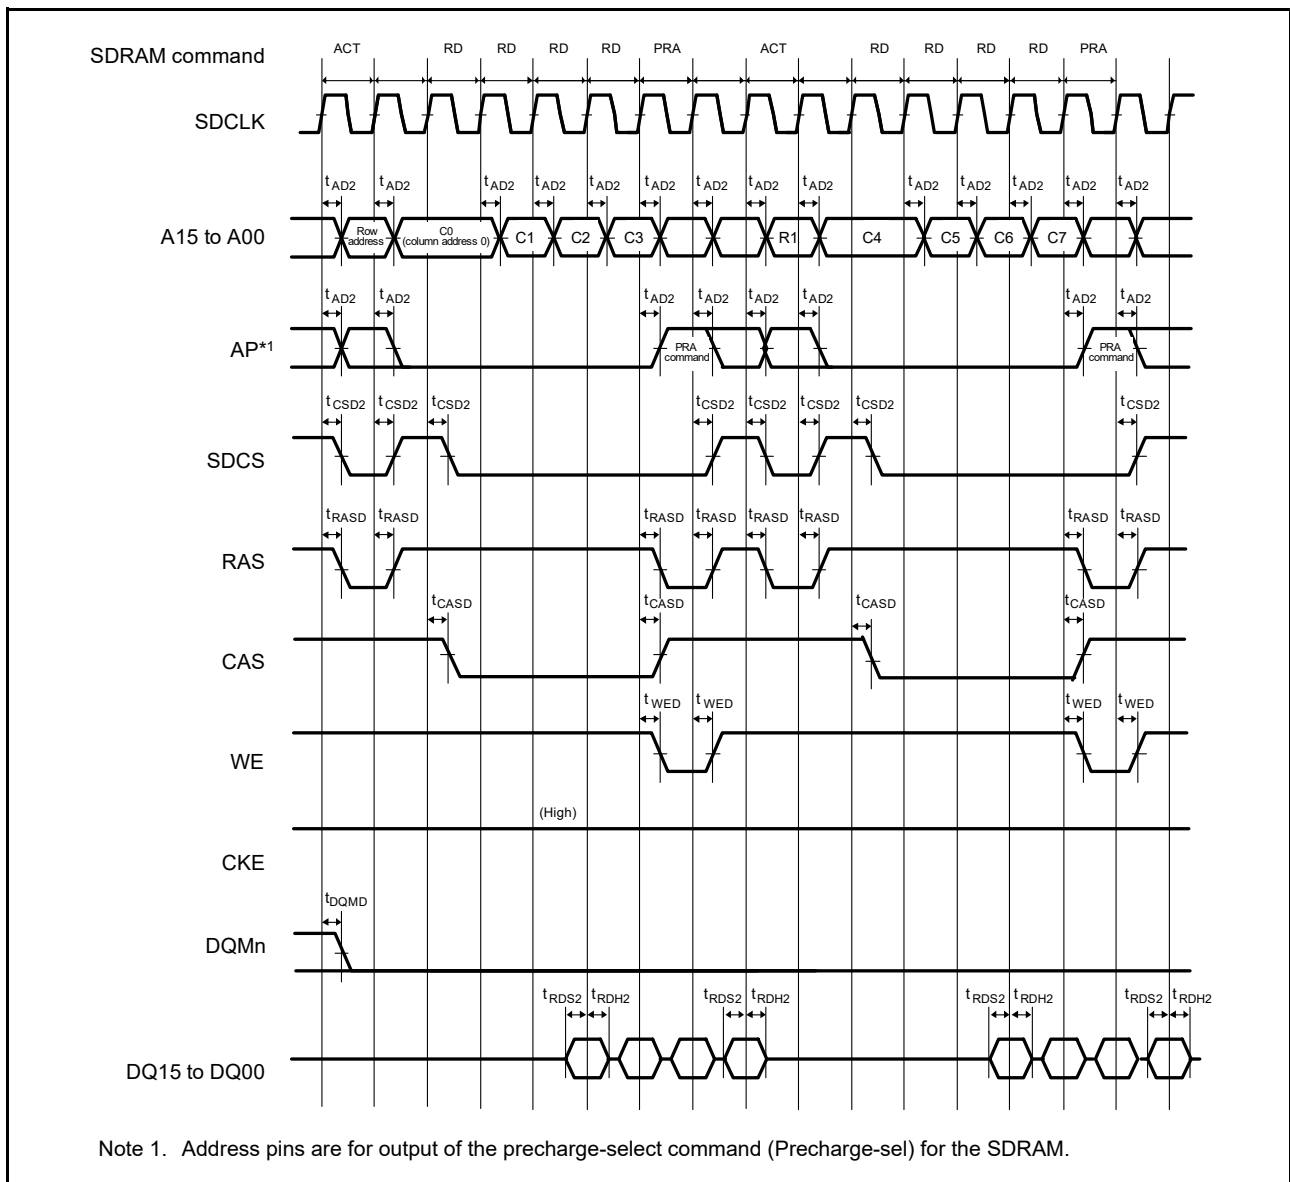 SDRAM command ACT RD RD RD RD PRA ACT RD RD RD RD PRA
SDCLK
tAD2 tAD2 tAD2 tAD2 tAD2 tAD2 tAD2 tAD2 tAD2 tAD2 tAD2 tAD2 tAD2 tAD2
A15 to A00 Row address C0 (column address 0) C1 C2 C3 R1 C4 C5 C6 C7
tAD2 tAD2 tAD2 tAD2 tAD2 tAD2 tAD2 tAD2
AP*1 PRA command PRA command
tCSD2 tCSD2 tCSD2 tCSD2 tCSD2 tCSD2 tCSD2 tCSD2
SDCS
tRASD tRASD tRASD tRASD tRASD tRASD tRASD tRASD
RAS
tCASD tCASD tCASD tCASD
CAS
tWED tWED tWED tWED
WE
(High)
CKE
tDQMD
DQMn
tRDS2 tRDH2 tRDS2 tRDH2 tRDS2 tRDH2 tRDS2 tRDH2
DQ15 to DQ00
Note 1. Address pins are for output of the precharge-select command (Precharge-sel) for the SDRAM.